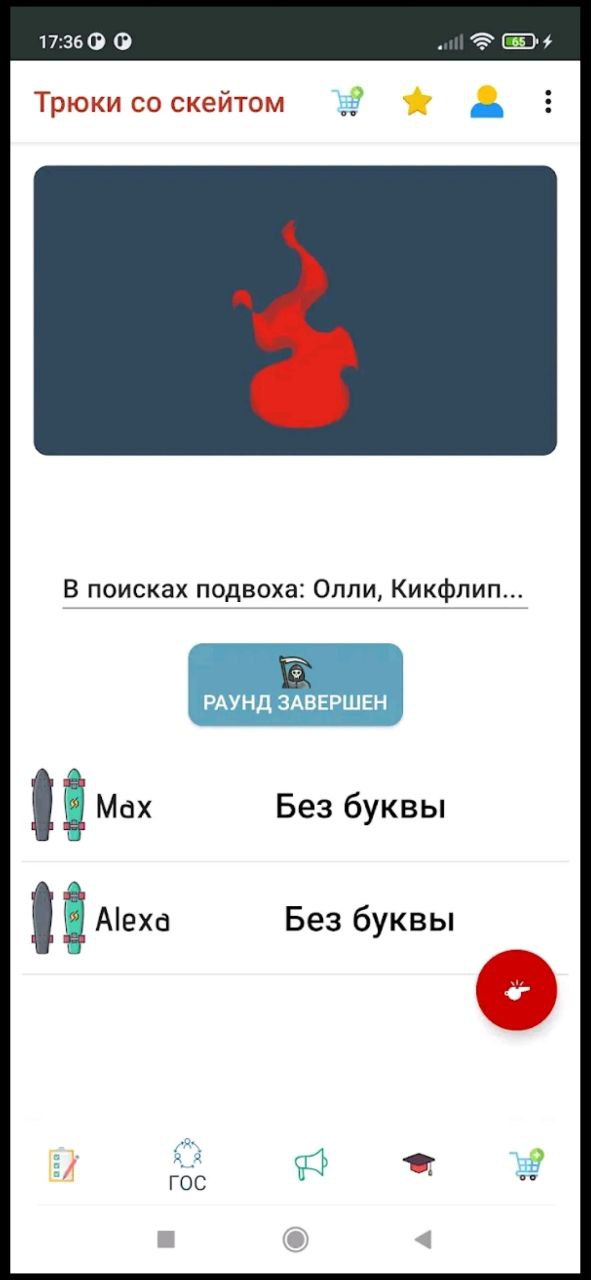 17:36
65
Трюки со скейтом
В поисках подвоха: Олли, Кикфлип...
РАУНД ЗАВЕРШЕН
Max
Без буквы
Alexa
Без буквы
ГОС